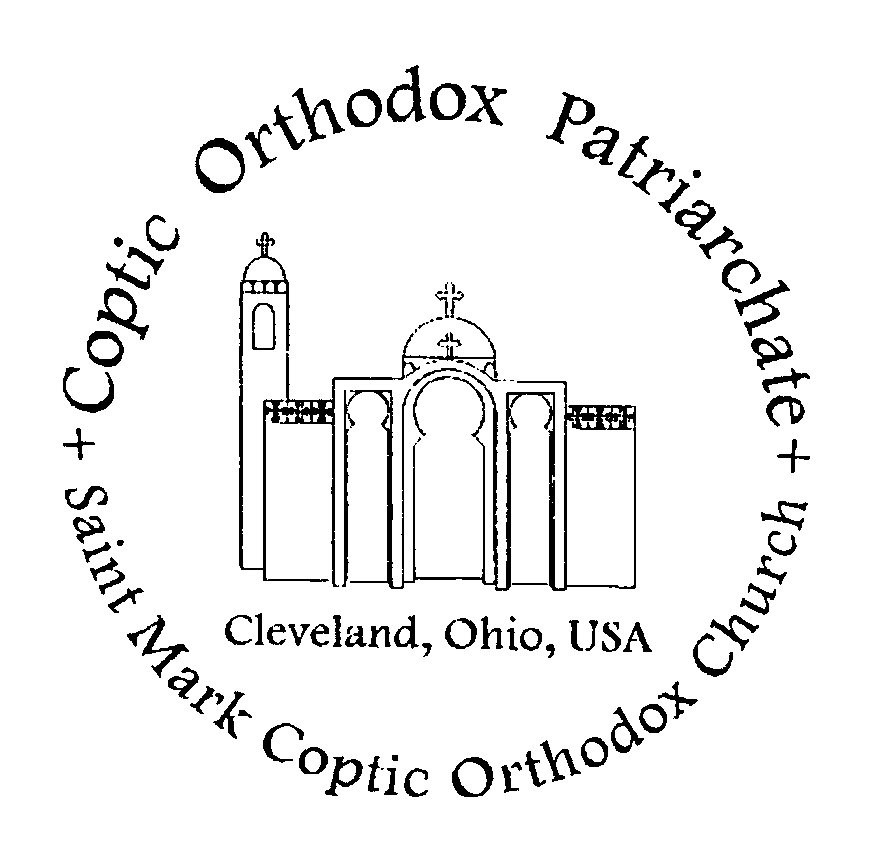 + Coptic Orthodox Patriarchate +
Cleveland, Ohio, USA
Saint Mark Coptic Orthodox Church